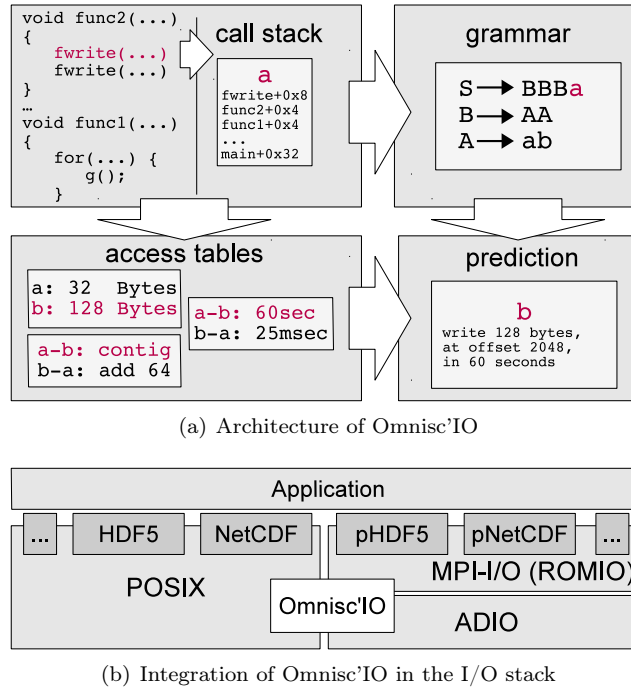 void func2(...)
{
fwrite(...)
fwrite(...)
}
…
void func1(...)
{
for(...) {
g();
}
call stack
a
fwrite+0x8
func2+0x4
func1+0x4
...
main+0x32
grammar
S → BBBa
B → AA
A → ab
access tables
a: 32 Bytes
b: 128 Bytes
a-b: contig
b-a: add 64
a-b: 60sec
b-a: 25msec
prediction
b
write 128 bytes,
at offset 2048,
in 60 seconds
(a) Architecture of Omnisc'IO
Application
... HDF5 NetCDF pHDF5 pNetCDF ...
POSIX
MPI-I/O (ROMIO)
Omnisc'IO
ADIO
(b) Integration of Omnisc'IO in the I/O stack